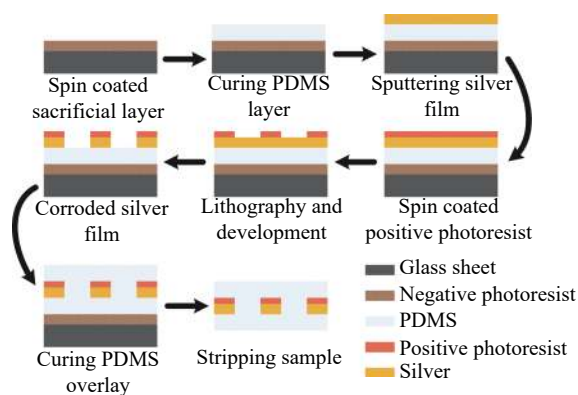 Spin coated
sacrificial layer
Curing PDMS
layer
Sputtering silver
film
Corroded silver
film
Lithography and
development
Spin coated
positive photoresist
Curing PDMS
overlay
Stripping sample
Glass sheet
Negative photoresist
PDMS
Positive photoresist
Silver